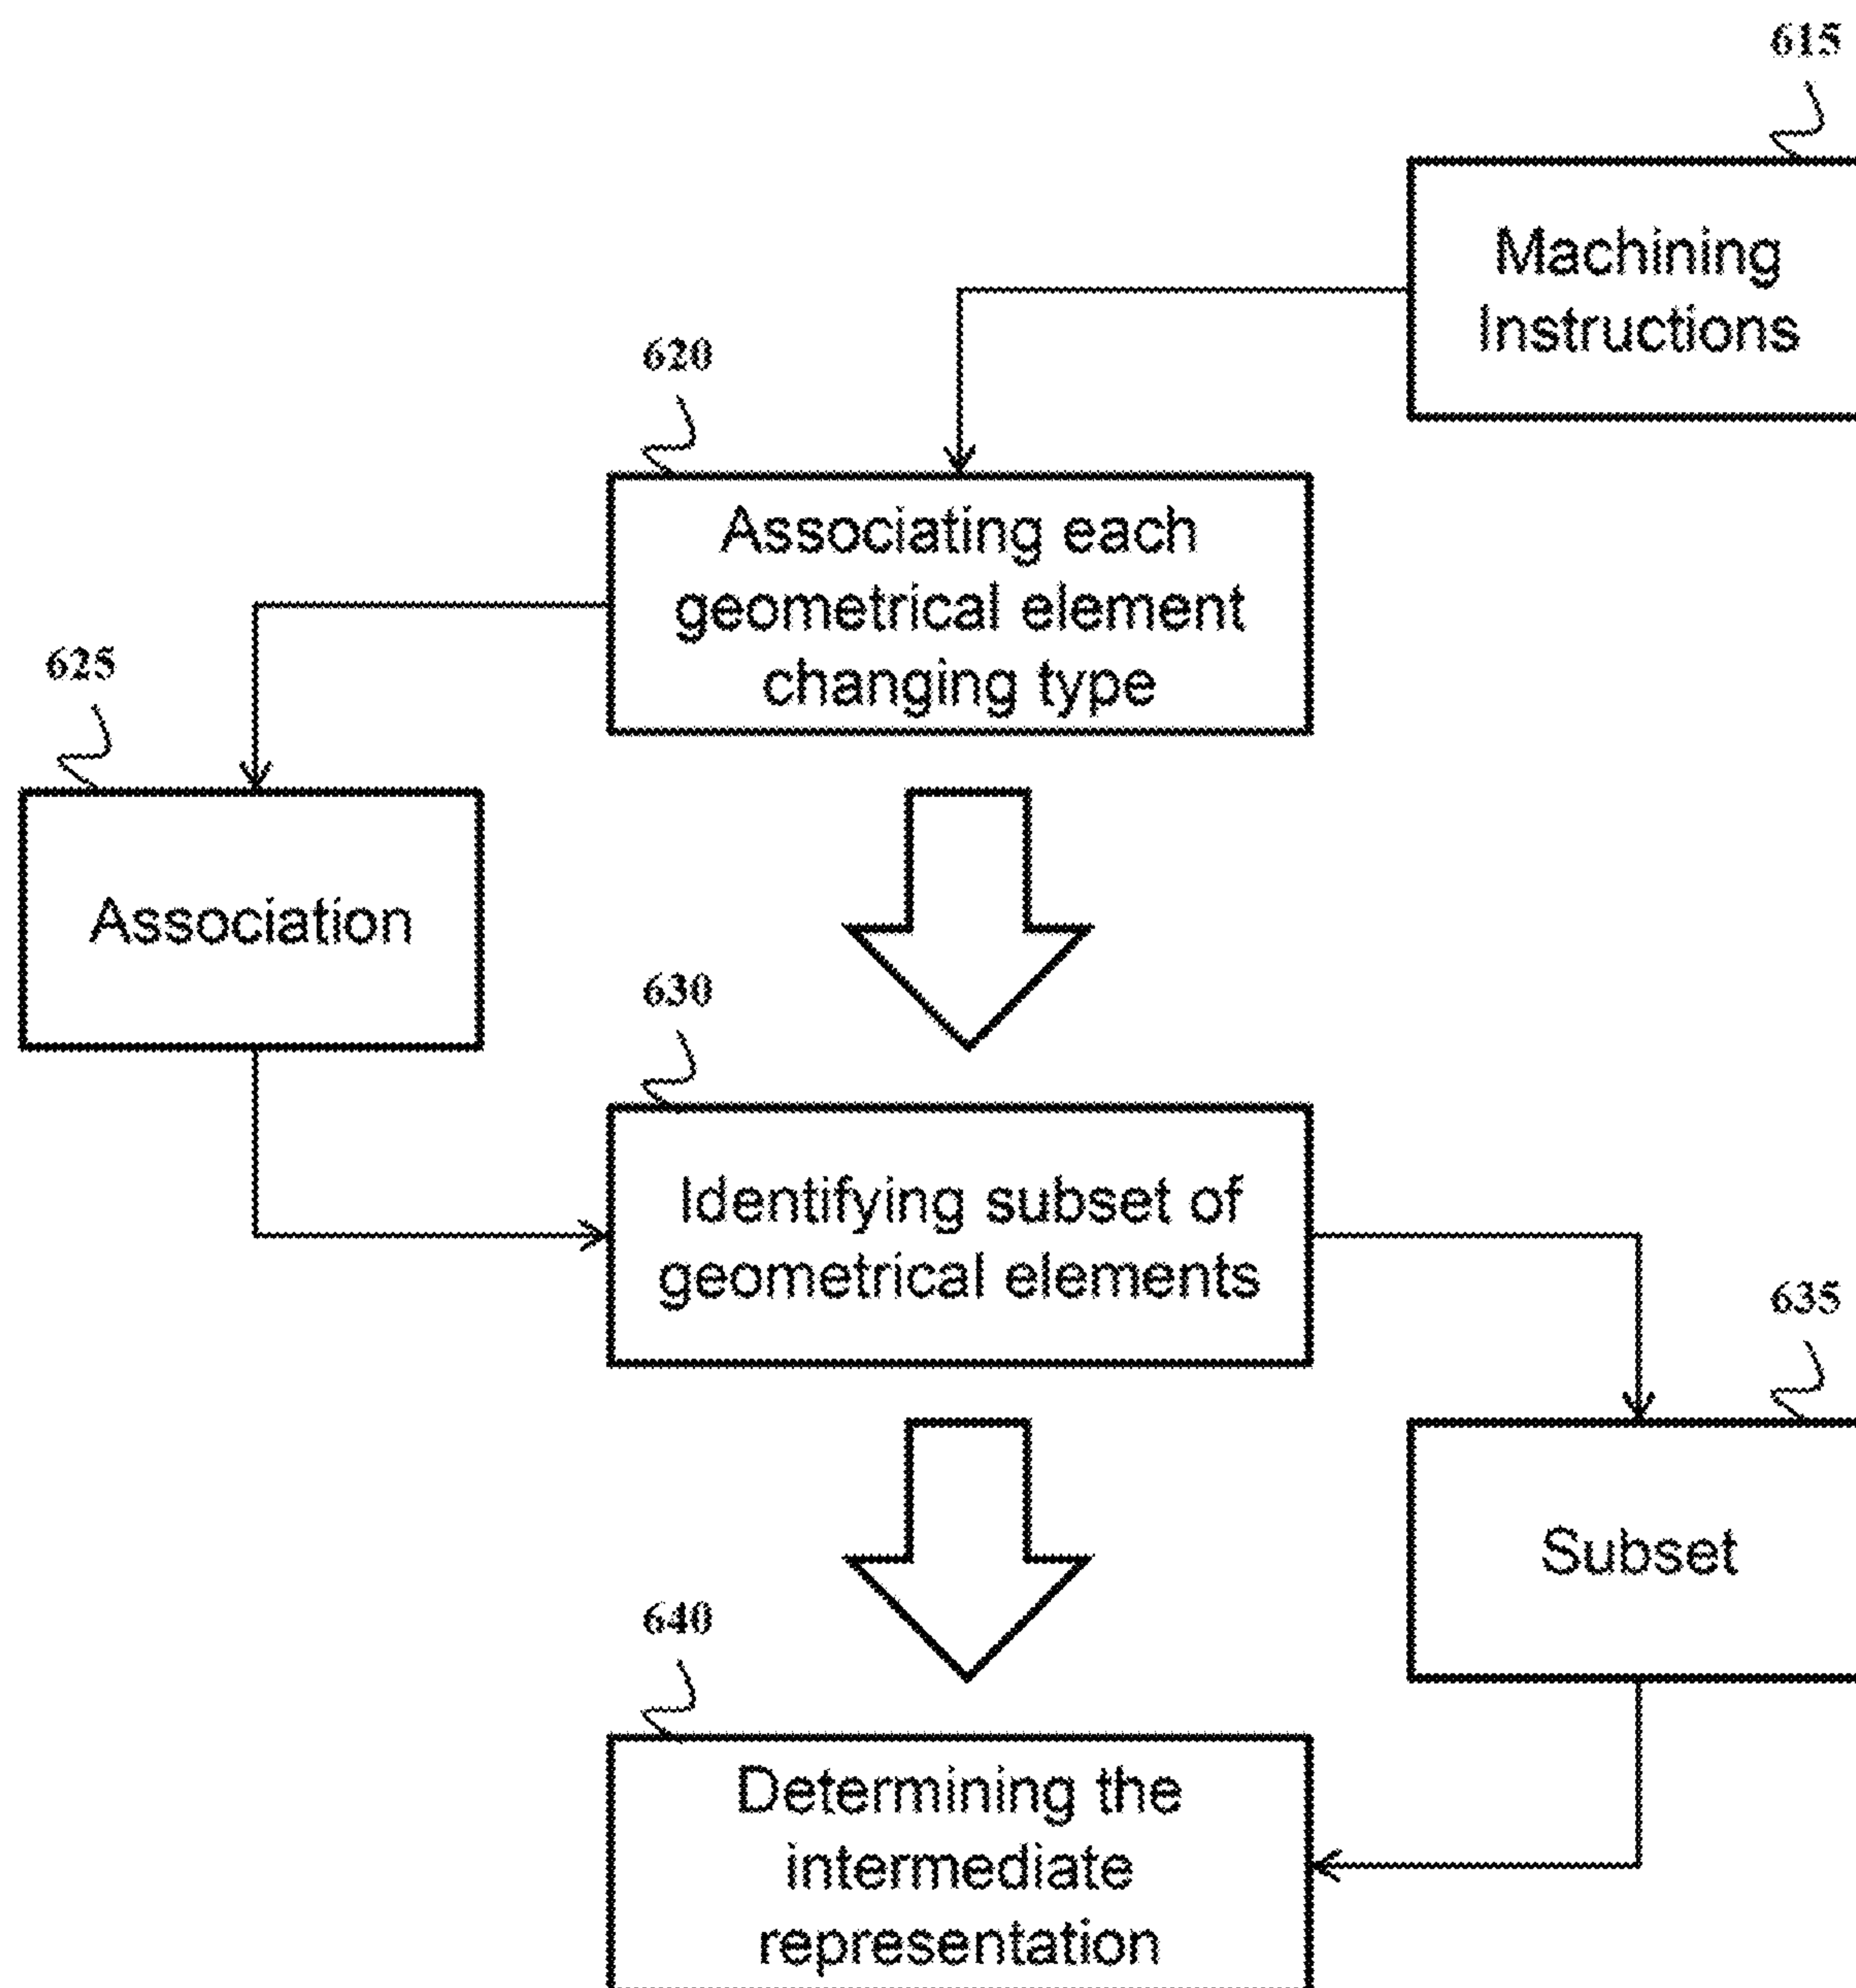 615
Machining
Instructions
620
Associating each
geometrical element
changing type
625
Association
630
Identifying subset of
geometrical elements
635
Subset
640
Determining the
intermediate
representation